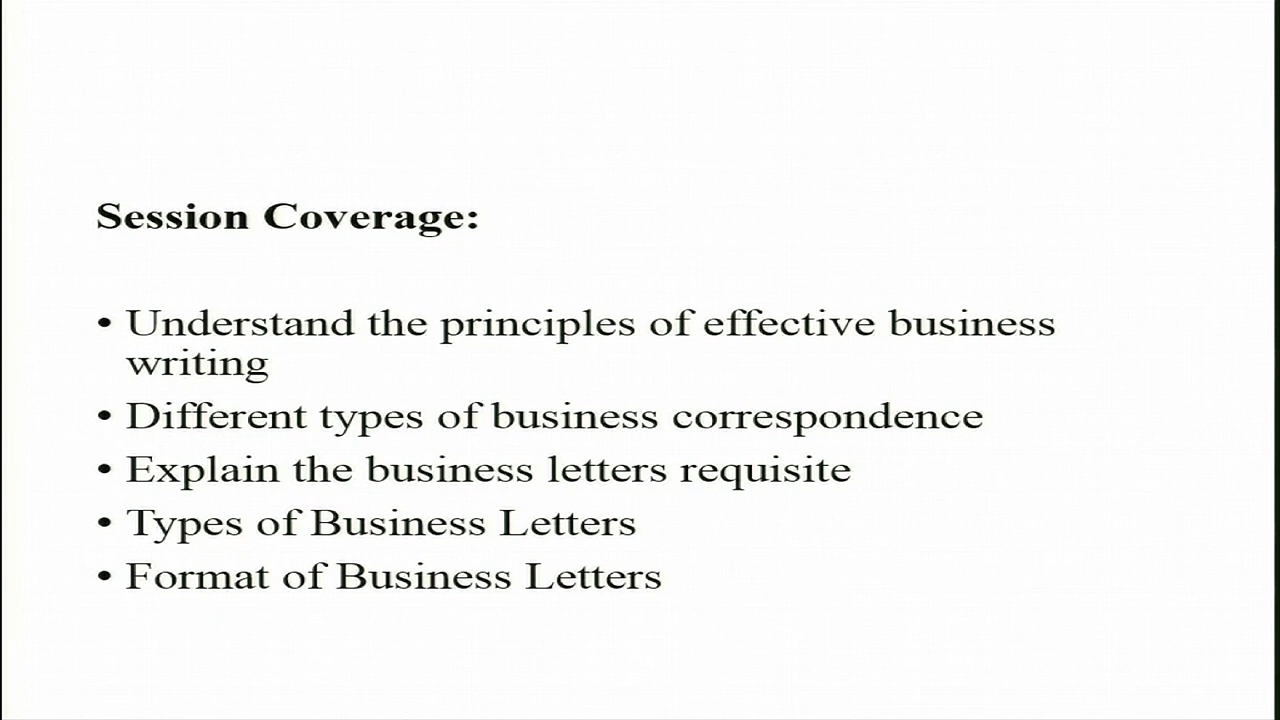 Session Coverage:
• Understand the principles of effective business
writing
• Different types of business correspondence
• Explain the business letters requisite
• Types of Business Letters
• Format of Business Letters